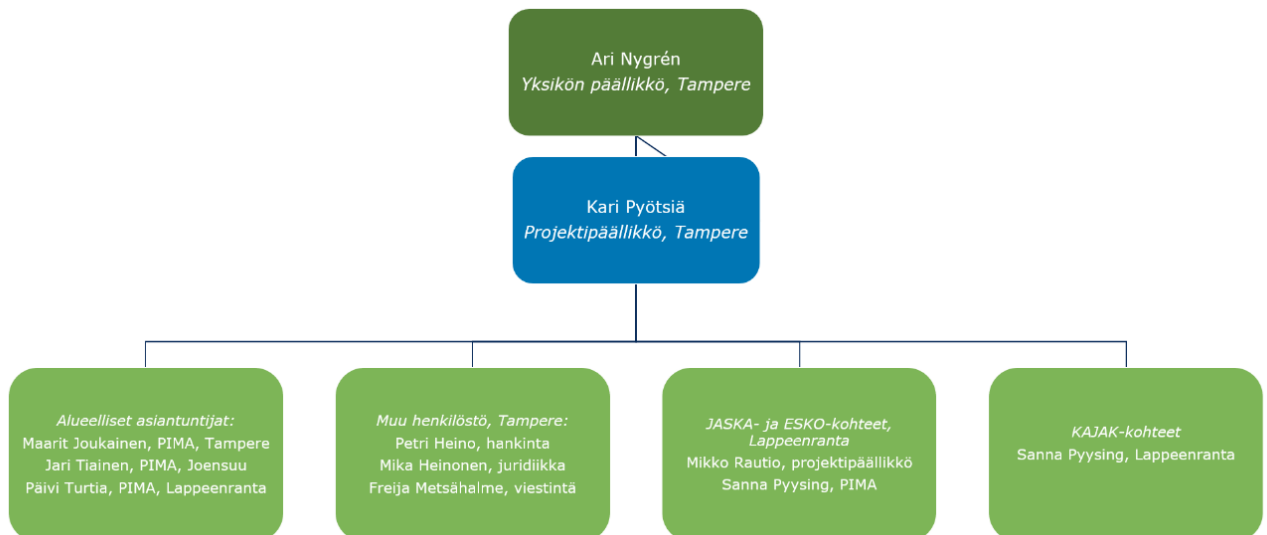 Ari Nygrén
Yksikön päällikkö, Tampere
Kari Pyötsiä
Projektipäällikkö, Tampere
Alueelliset asiantuntijat:
Maarit Joukainen, PIMA, Tampere
Jari Tiainen, PIMA, Joensuu
Päivi Turtia, PIMA, Lappeenranta
Muu henkilöstö, Tampere:
Petri Heino, hankinta
Mika Heinonen, juridiikka
Freija Metsähalme, viestintä
JASKA- ja ESKO-kohteet,
Lappeenranta
Mikko Rautio, projektipäällikkö
Sanna Pyysing, PIMA
KAJAK-kohteet
Sanna Pyysing, Lappeenranta